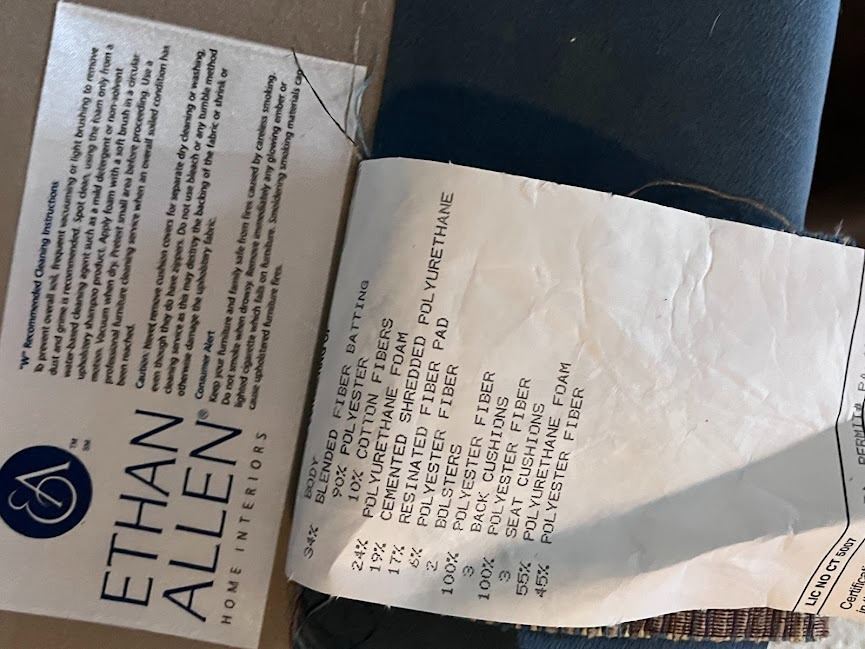 "W" Recommended Cleaning Instructions
To prevent overall soil, frequent vacuuming or light brushing to remove
dust and grime is recommended. Spot clean, using the foam only from a
water-based cleaning agent such as a mild detergent or non-solvent
upholstery shampoo product. Apply foam with a soft brush in a circular
motion. Vacuum when dry. Pretest small area before proceeding. Use a
professional furniture cleaning service when an overall soiled condition has
been reached.
Caution: Never remove cushion covers for separate dry cleaning or washing,
even though they do have zippers. Do not use bleach or any tumble method
cleaning service as this may destroy the backing of the fabric or shrink or
otherwise damage the upholstery fabric.
Consumer Alert
Keep your furniture and family safe from fires caused by careless smoking.
Do not smoke when drowsy. Remove immediately any glowing ember or
lighted cigarette which falls on furniture. Smoldering smoking materials can
cause upholstered furniture fires.
EA
TM
SM
ETHAN
ALLEN®
HOME INTERIORS
BODY
34% BLENDED FIBER BATTING
90% POLYESTER
10% COTTON FIBERS
24% POLYURETHANE FOAM
19% CEMENTED SHREDDED POLYURETHANE
17% RESINATED FIBER PAD
6% POLYESTER FIBER
2 BOLSTERS
100% POLYESTER FIBER
3 BACK CUSHIONS
100% POLYESTER FIBER
3 SEAT CUSHIONS
55% POLYURETHANE FOAM
45% POLYESTER FIBER
LIC NO CT 5007
PERMIT#